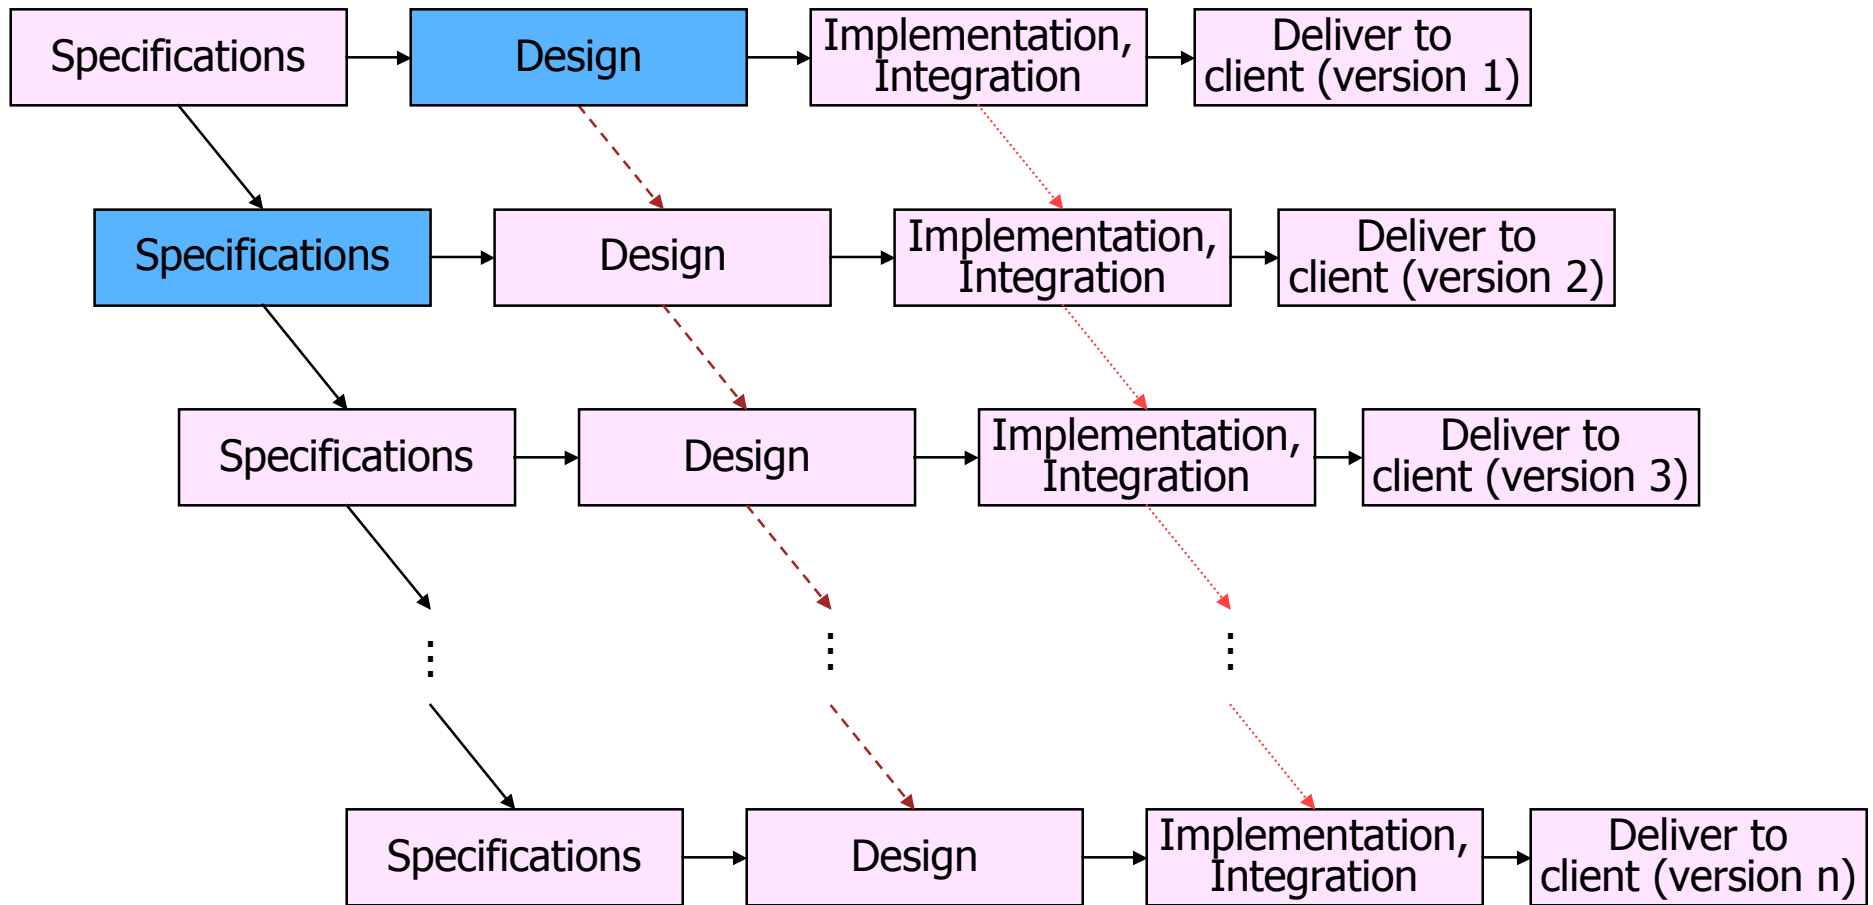 Specifications
Design
Implementation,
Integration
Deliver to
client (version 1)
Specifications
Design
Implementation,
Integration
Deliver to
client (version 2)
Specifications
Design
Implementation,
Integration
Deliver to
client (version 3)
⋮
⋮
⋮
Specifications
Design
Implementation,
Integration
Deliver to
client (version n)